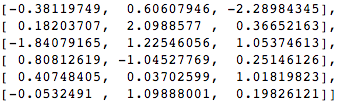 [-0.38119749, 0.60607946, -2.28984345],
[ 0.18203707, 2.0988577 , 0.36652163],
[-1.84079165, 1.22546056, 1.05374613],
[ 0.80812619, -1.04527769, 0.25146126],
[ 0.40748405, 0.03702599, 1.01819823],
[-0.0532491 , 1.09888001, 0.19826121]]